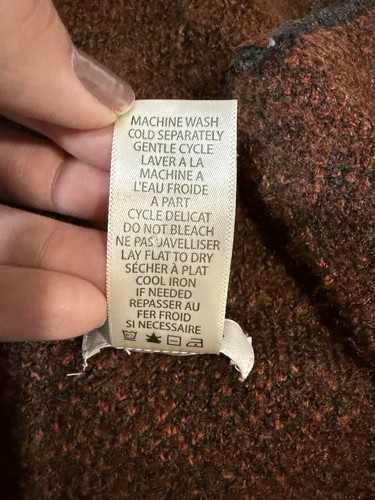 MACHINE WASH
COLD SEPARATELY
GENTLE CYCLE
LAVER A LA
MACHINE A
L'EAU FROIDE
A PART
CYCLE DELICAT
DO NOT BLEACH
NE PAS JAVELLISER
LAY FLAT TO DRY
SÉCHER À PLAT
COOL IRON
IF NEEDED
REPASSER AU
FER FROID
SI NECESSAIRE